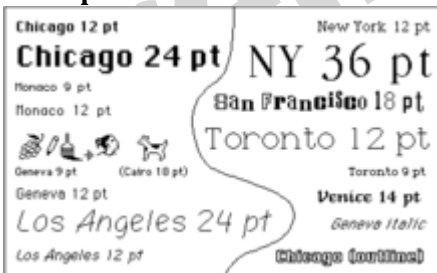 Chicago 12 pt
Chicago 24 pt
Monaco 9 pt
Monaco 12 pt
Geneva 9 pt (Cairo 18 pt)
Geneva 12 pt
Los Angeles 24 pt
Los Angeles 12 pt
New York 12 pt
NY 36 pt
San Francisco 18 pt
Toronto 12 pt
Toronto 9 pt
Venice 14 pt
Geneva Italic
Chicago (outline)